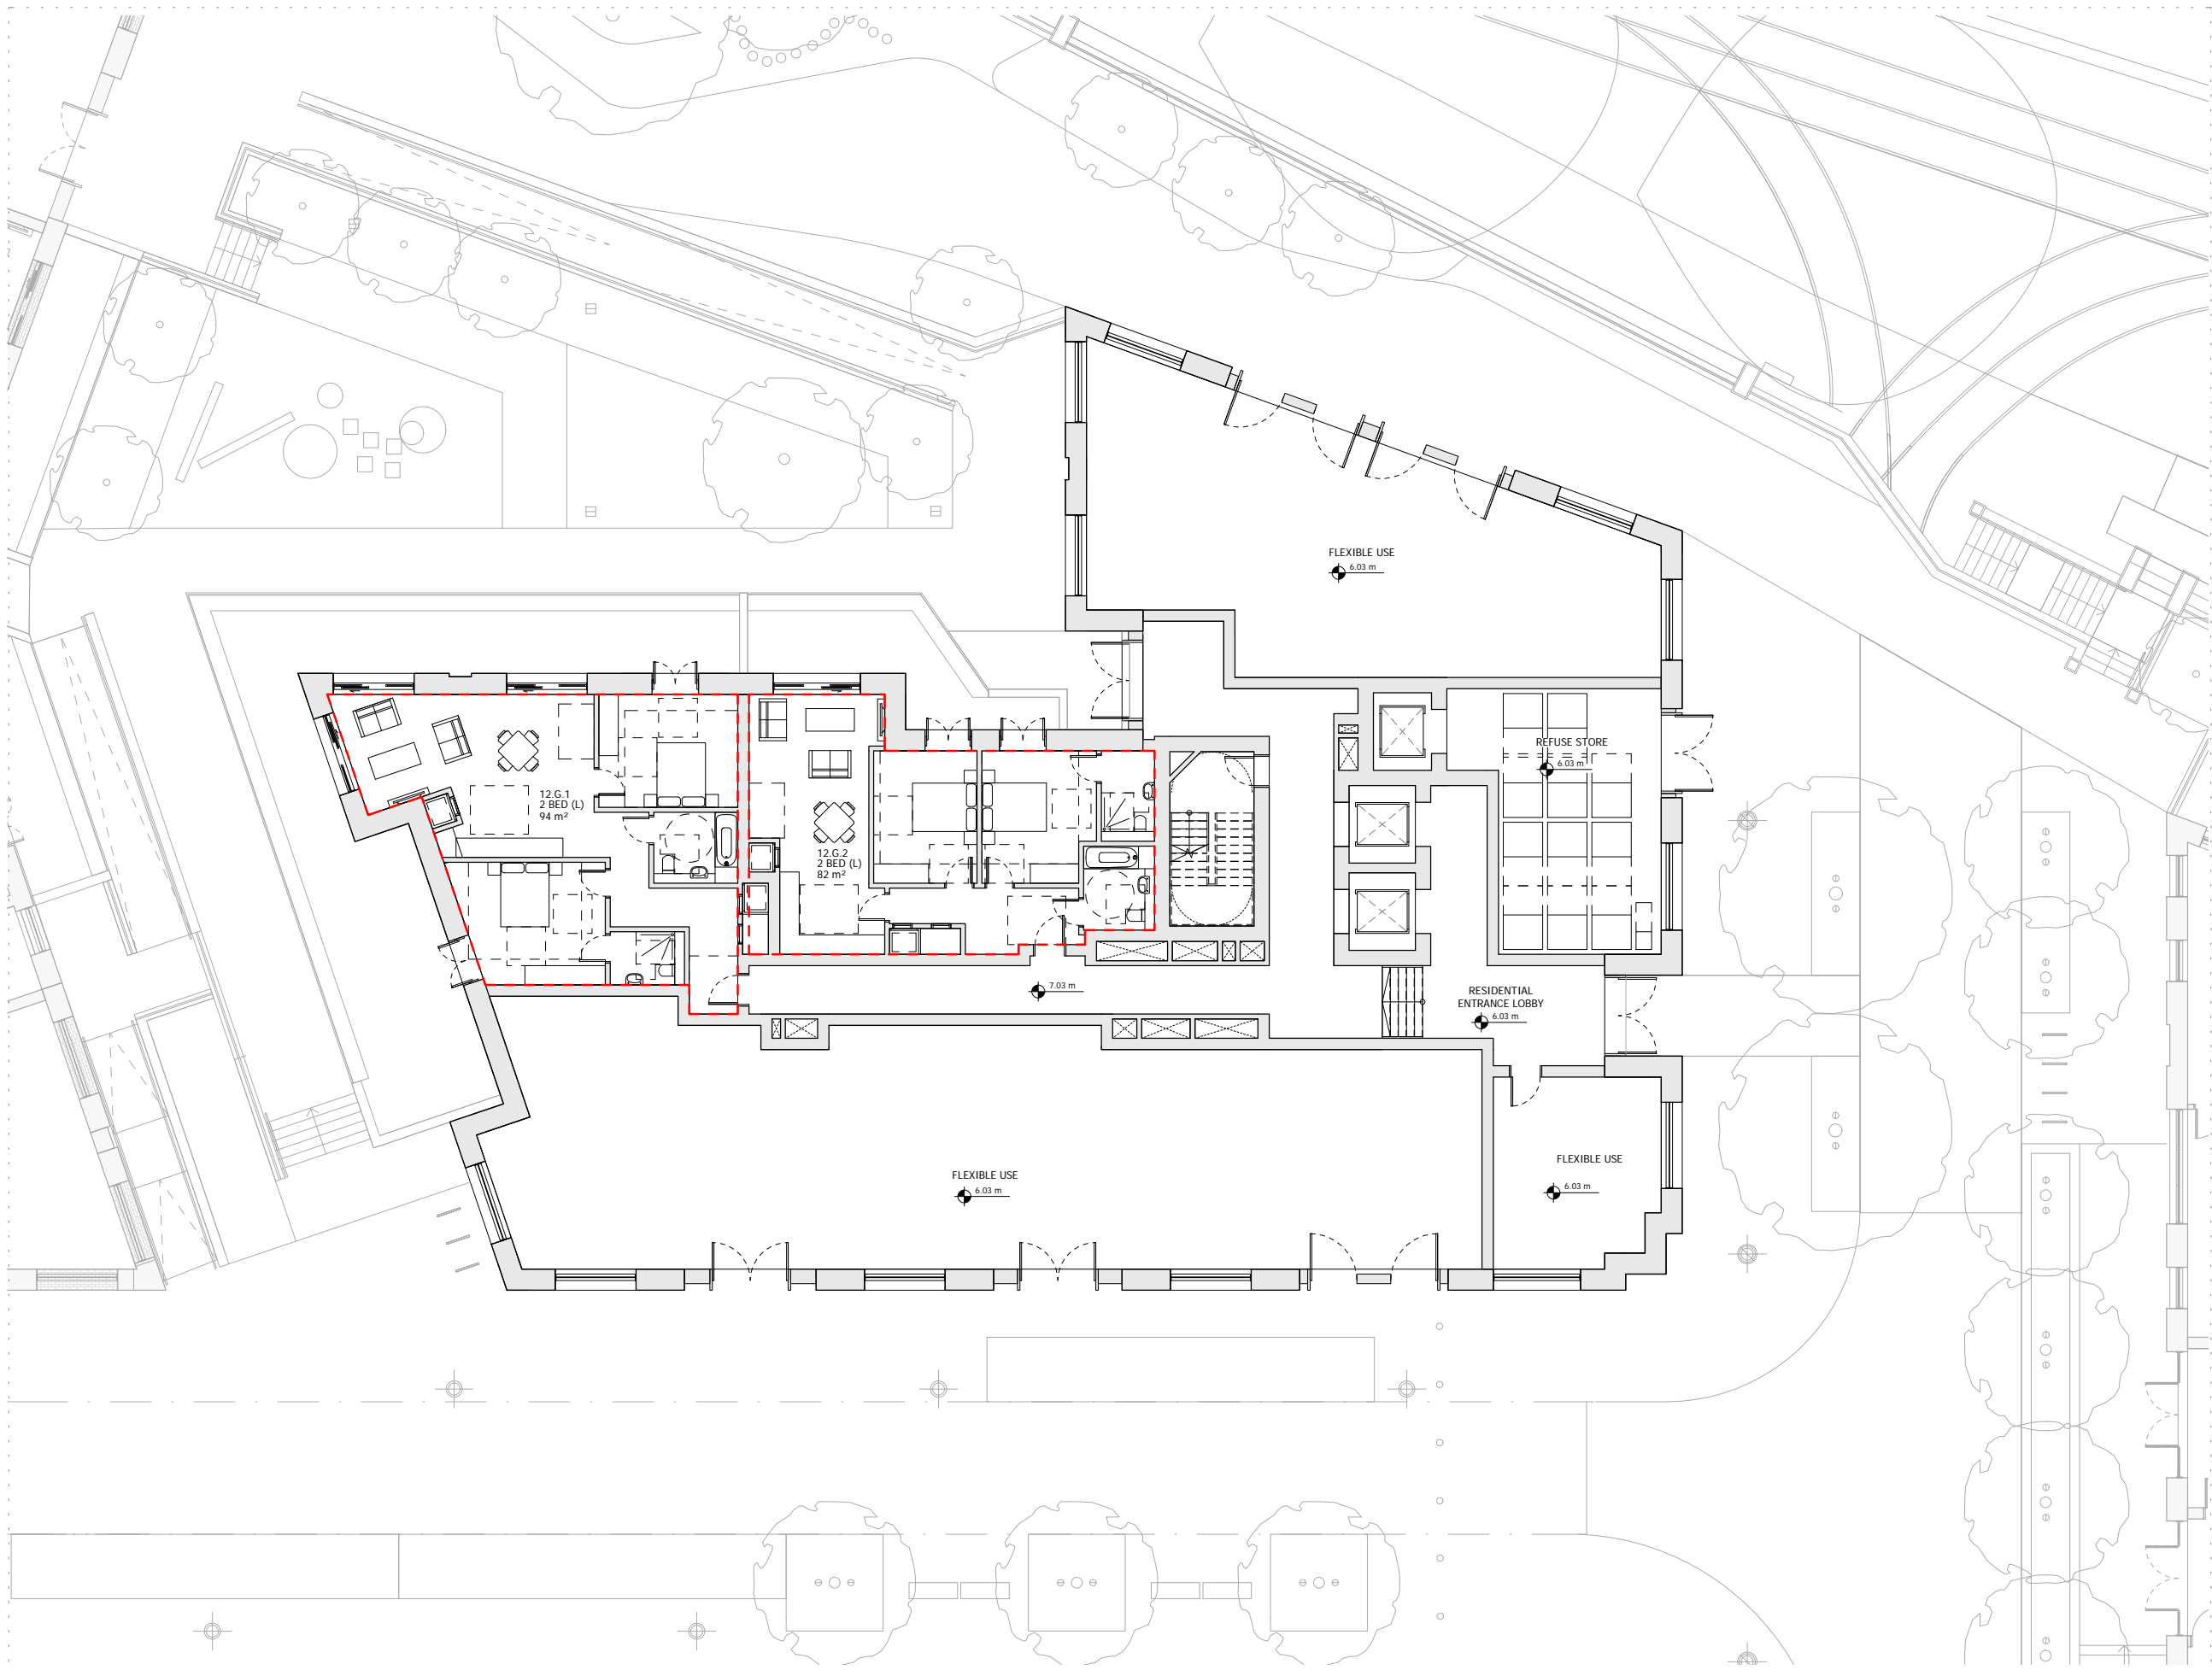 FLEXIBLE USE
6.03 m
REFUSE STORE
6.03 m
12.G.1
2 BED (L)
94 m²
12.G.2
2 BED (L)
82 m²
7.03 m
RESIDENTIAL
ENTRANCE LOBBY
6.03 m
FLEXIBLE USE
6.03 m
FLEXIBLE USE
6.03 m